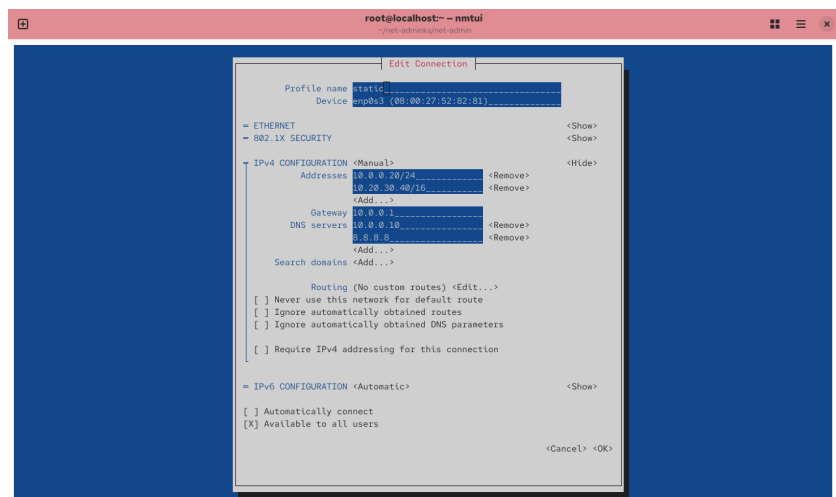 root@localhost:~ — nmtui
~/net-adminka/net-admin
Edit Connection
Profile name static
Device enp0s3 (08:00:27:52:82:81)
= ETHERNET <Show>
= 802.1X SECURITY <Show>
= IPv4 CONFIGURATION <Manual> <Hide>
Addresses 10.0.0.20/24 <Remove>
10.20.30.40/16 <Remove>
<Add...>
Gateway 10.0.0.1
DNS servers 10.0.0.10 <Remove>
8.8.8.8 <Remove>
<Add...>
Search domains <Add...>
Routing (No custom routes) <Edit...>
[ ] Never use this network for default route
[ ] Ignore automatically obtained routes
[ ] Ignore automatically obtained DNS parameters
[ ] Require IPv4 addressing for this connection
= IPv6 CONFIGURATION <Automatic> <Show>
[ ] Automatically connect
[X] Available to all users
<Cancel> <OK>